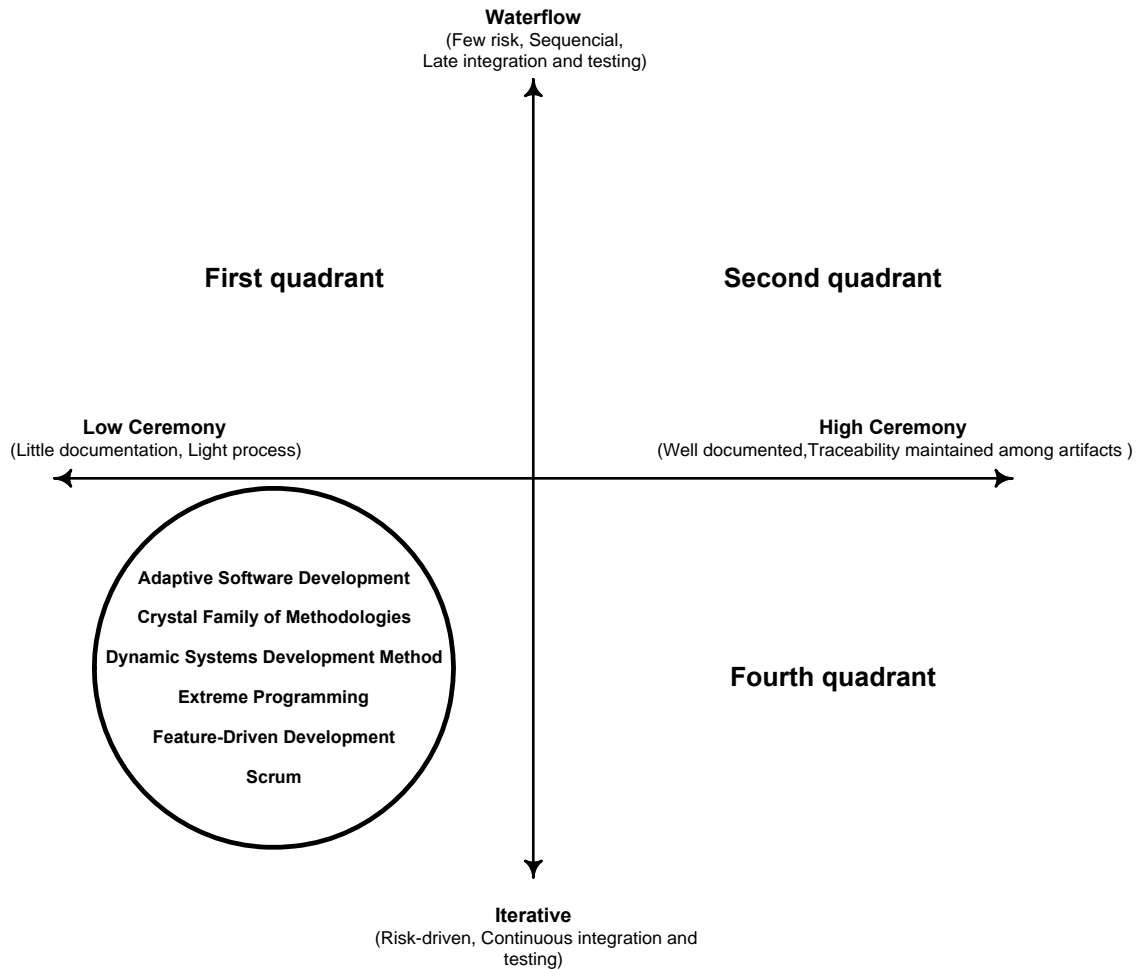 Waterflow
(Few risk, Sequencial,
Late integration and testing)
First quadrant
Second quadrant
Low Ceremony
(Little documentation, Light process)
High Ceremony
(Well documented,Traceability maintained among artifacts )
Adaptive Software Development
Crystal Family of Methodologies
Dynamic Systems Development Method
Extreme Programming
Feature-Driven Development
Scrum
Fourth quadrant
Iterative
(Risk-driven, Continuous integration and
testing)